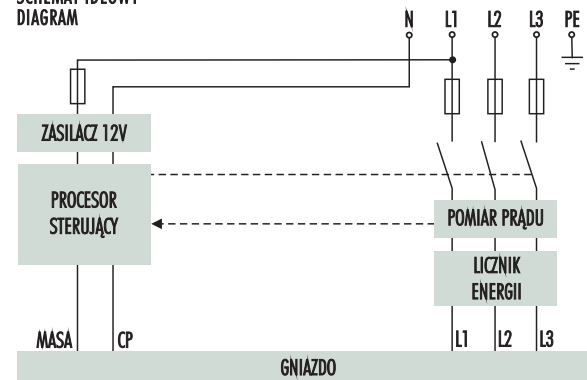 SCHEMAT IDEOWY
DIAGRAM
N L1 L2 L3 PE
ZASILACZ 12V
PROCESOR
STERUJĄCY
POMIAR PRĄDU
LICZNIK
ENERGII
MASA CP L1 L2 L3
GNIAZDO